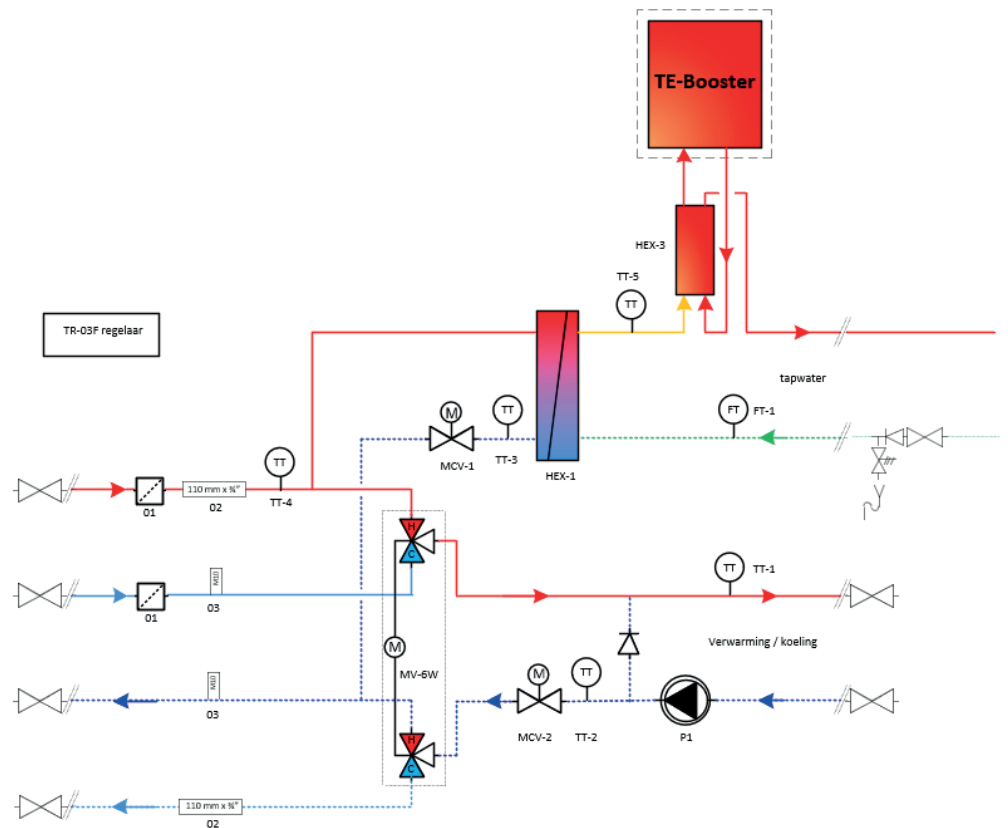 TE-Booster
HEX-3
TT-5
TT
TR-03F regelaar
tapwater
M
TT
FT
FT-1
MCV-1
TT-3
HEX-1
TT
110 mm x ¾"
01
02
TT-4
H
C
TT
TT-1
M10
01
03
M
MV-6W
Verwarming / koeling
M10
M
TT
03
H
C
MCV-2
TT-2
P1
110 mm x ¾"
02